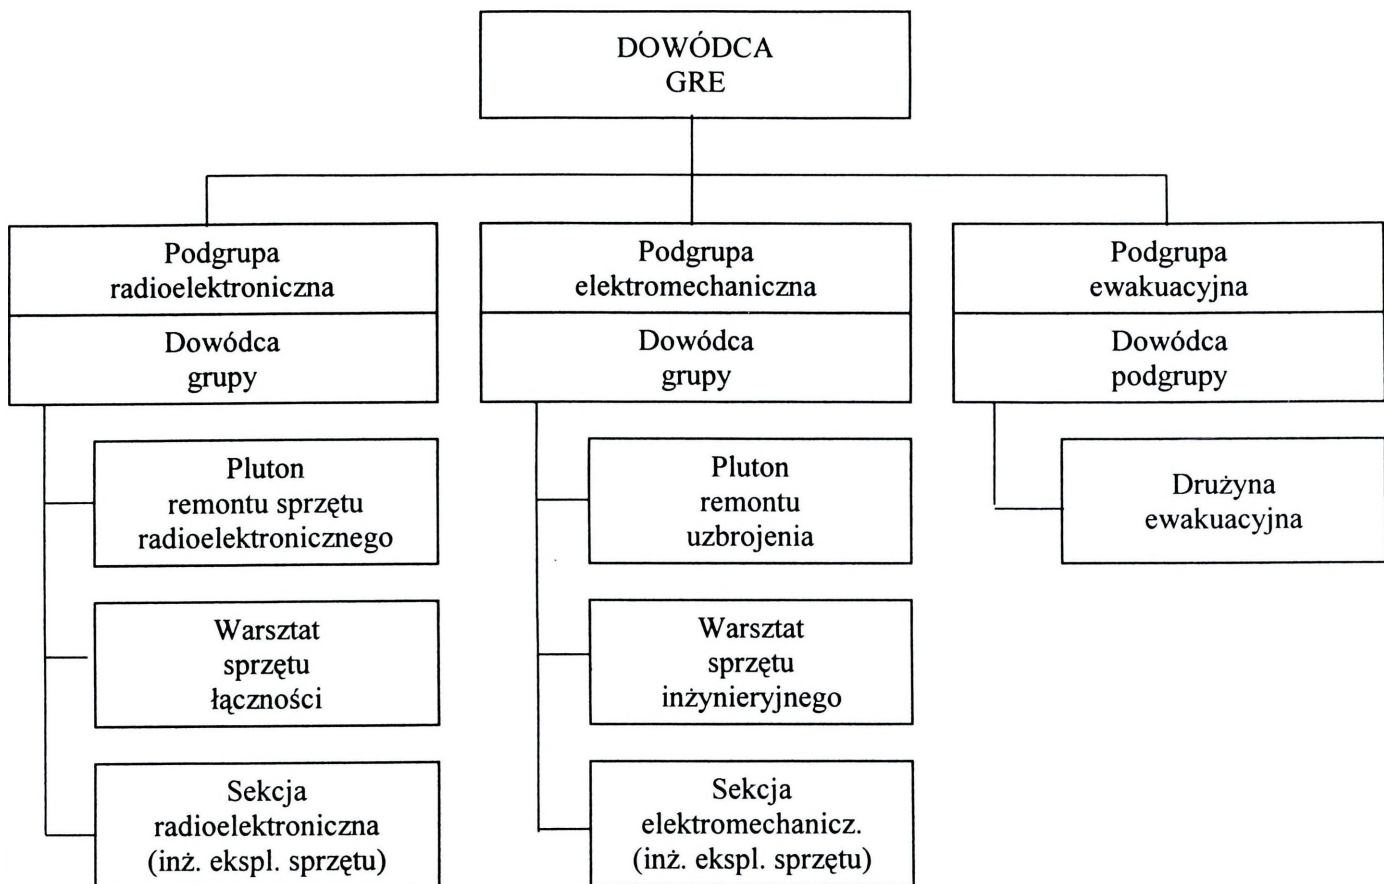 DOWÓDCA
GRE
Podgrupa
radioelektroniczna
Dowódca
grupy
Pluton
remontu sprzętu
radioelektronicznego
Warsztat
sprzętu
łączności
Sekcja
radioelektroniczna
(inż. ekspl. sprzętu)
Podgrupa
elektromechaniczna
Dowódca
grupy
Pluton
remontu
uzbrojenia
Warsztat
sprzętu
inżynieryjnego
Sekcja
elektromechanicz.
(inż. ekspl. sprzętu)
Podgrupa
ewakuacyjna
Dowódca
podgrupy
Drużyna
ewakuacyjna